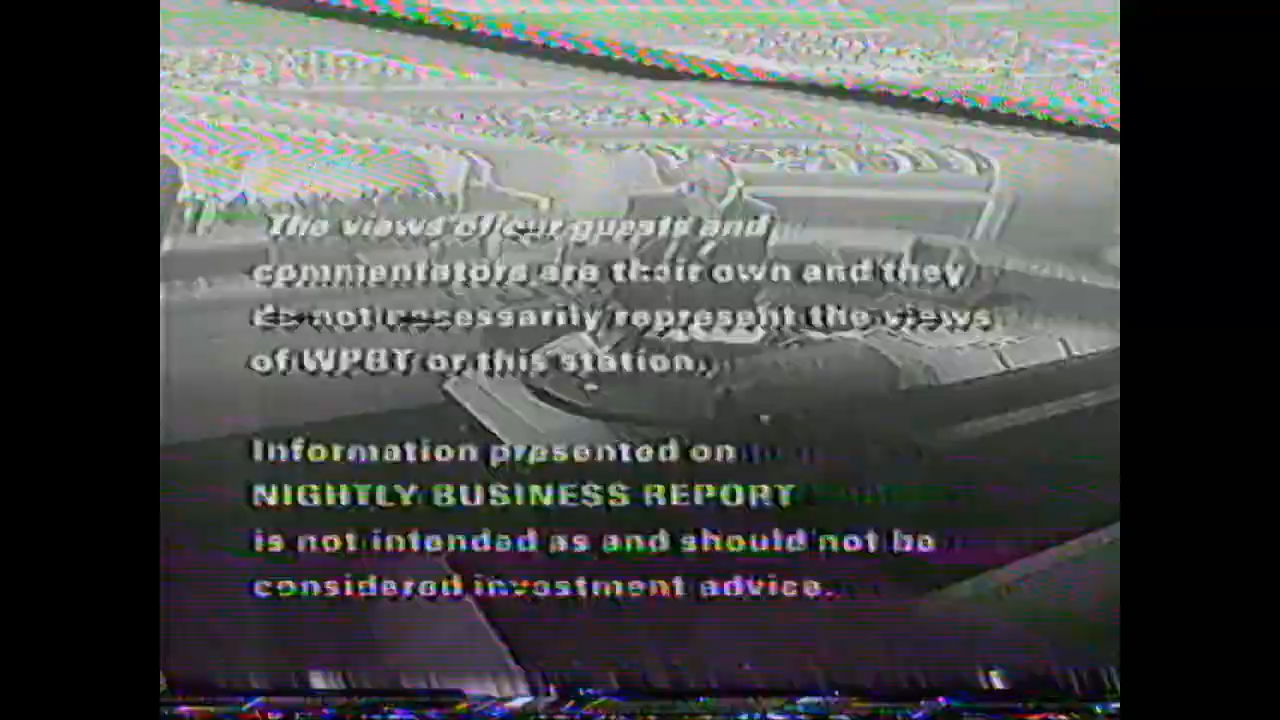 The views of our guests and
commentators are their own and they
do not necessarily represent the views
of WPBT or this station.
Information presented on
NIGHTLY BUSINESS REPORT
is not intended as and should not be
considered investment advice.